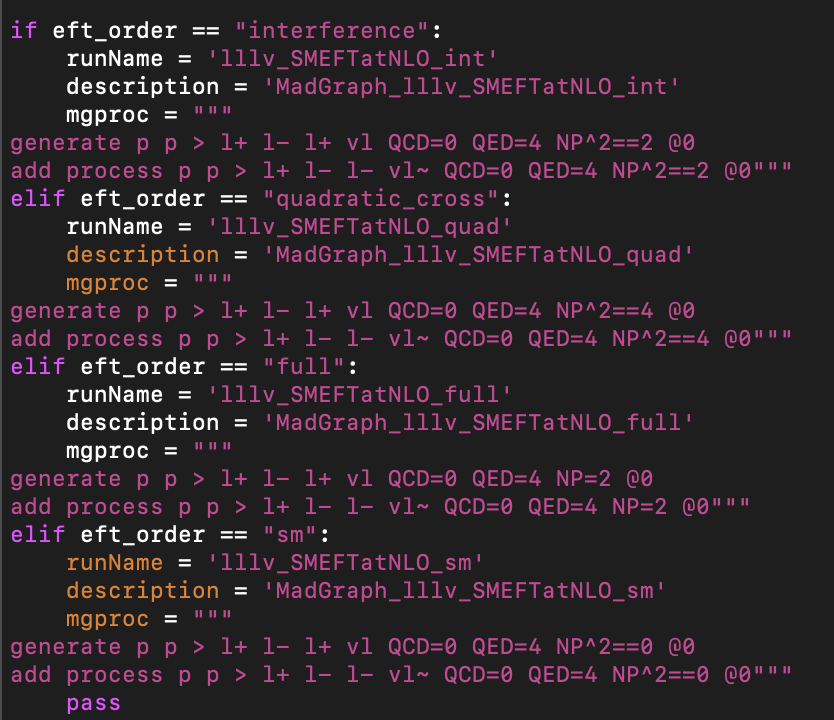 if eft_order == "interference":
    runName = 'lllv_SMEFTatNLO_int'
    description = 'MadGraph_lllv_SMEFTatNLO_int'
    mgproc = """
generate p p > l+ l- l+ vl QCD=0 QED=4 NP^2==2 @0
add process p p > l+ l- l- vl~ QCD=0 QED=4 NP^2==2 @0"""
elif eft_order == "quadratic_cross":
    runName = 'lllv_SMEFTatNLO_quad'
    description = 'MadGraph_lllv_SMEFTatNLO_quad'
    mgproc = """
generate p p > l+ l- l+ vl QCD=0 QED=4 NP^2==4 @0
add process p p > l+ l- l- vl~ QCD=0 QED=4 NP^2==4 @0"""
elif eft_order == "full":
    runName = 'lllv_SMEFTatNLO_full'
    description = 'MadGraph_lllv_SMEFTatNLO_full'
    mgproc = """
generate p p > l+ l- l+ vl QCD=0 QED=4 NP=2 @0
add process p p > l+ l- l- vl~ QCD=0 QED=4 NP=2 @0"""
elif eft_order == "sm":
    runName = 'lllv_SMEFTatNLO_sm'
    description = 'MadGraph_lllv_SMEFTatNLO_sm'
    mgproc = """
generate p p > l+ l- l+ vl QCD=0 QED=4 NP^2==0 @0
add process p p > l+ l- l- vl~ QCD=0 QED=4 NP^2==0 @0"""
    pass